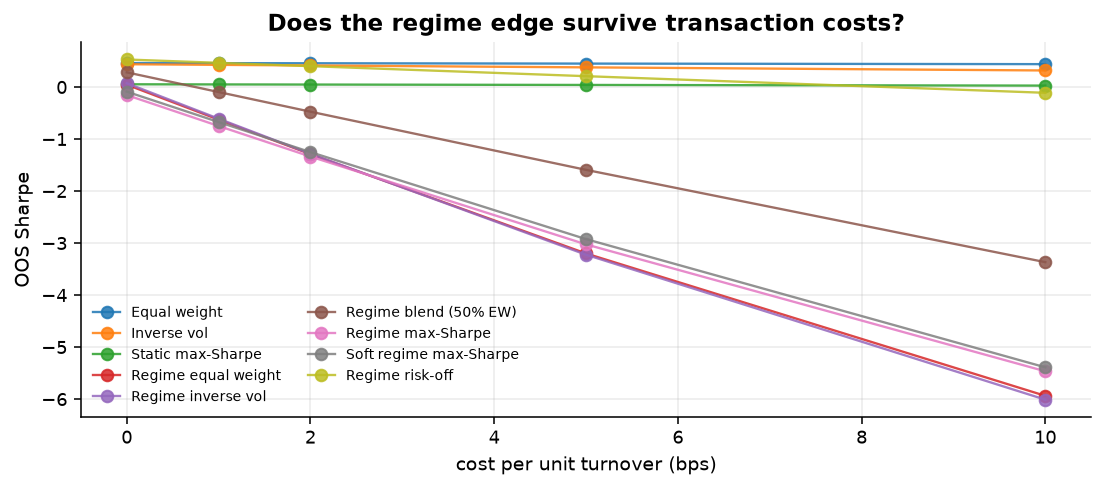 Does the regime edge survive transaction costs?
OOS Sharpe
0
−1
−2
−3
−4
−5
−6
Equal weight
Inverse vol
Static max-Sharpe
Regime equal weight
Regime inverse vol
Regime blend (50% EW)
Regime max-Sharpe
Soft regime max-Sharpe
Regime risk-off
0 2 4 6 8 10
cost per unit turnover (bps)